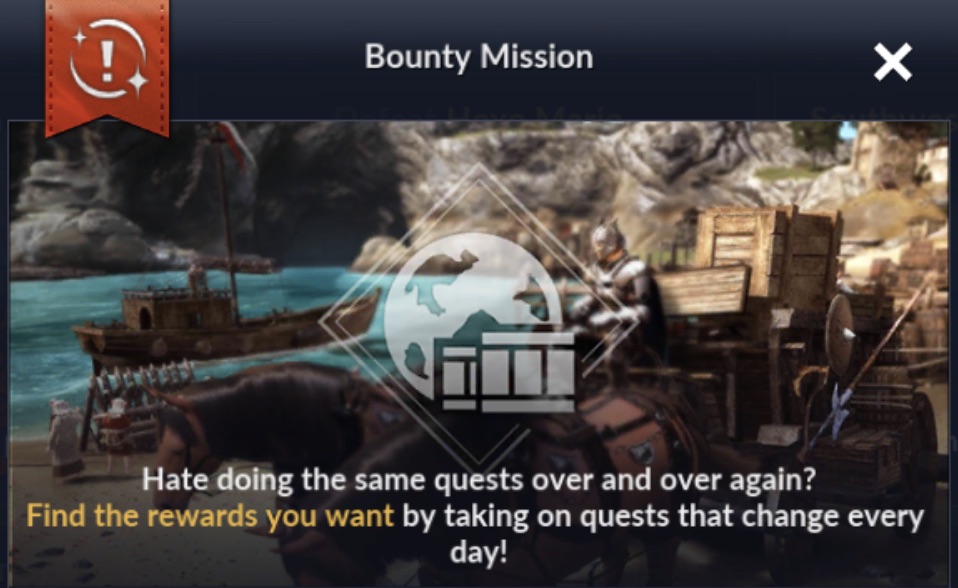 Bounty Mission
Hate doing the same quests over and over again?
Find the rewards you want by taking on quests that change every
day!